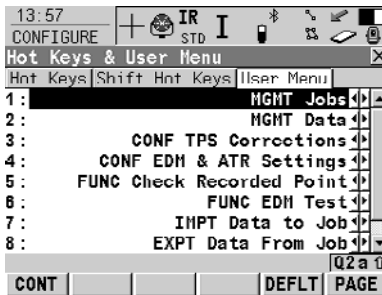 13:57
CONFIGURE
IR
STD
I
Hot Keys & User Menu
Hot Keys Shift Hot Keys User Menu
1 : MGMT Jobs
2 : MGMT Data
3 : CONF TPS Corrections
4 : CONF EDM & ATR Settings
5 : FUNC Check Recorded Point
6 : FUNC EDM Test
7 : IMPT Data to Job
8 : EXPT Data From Job
Q2a
CONT DEFLT PAGE